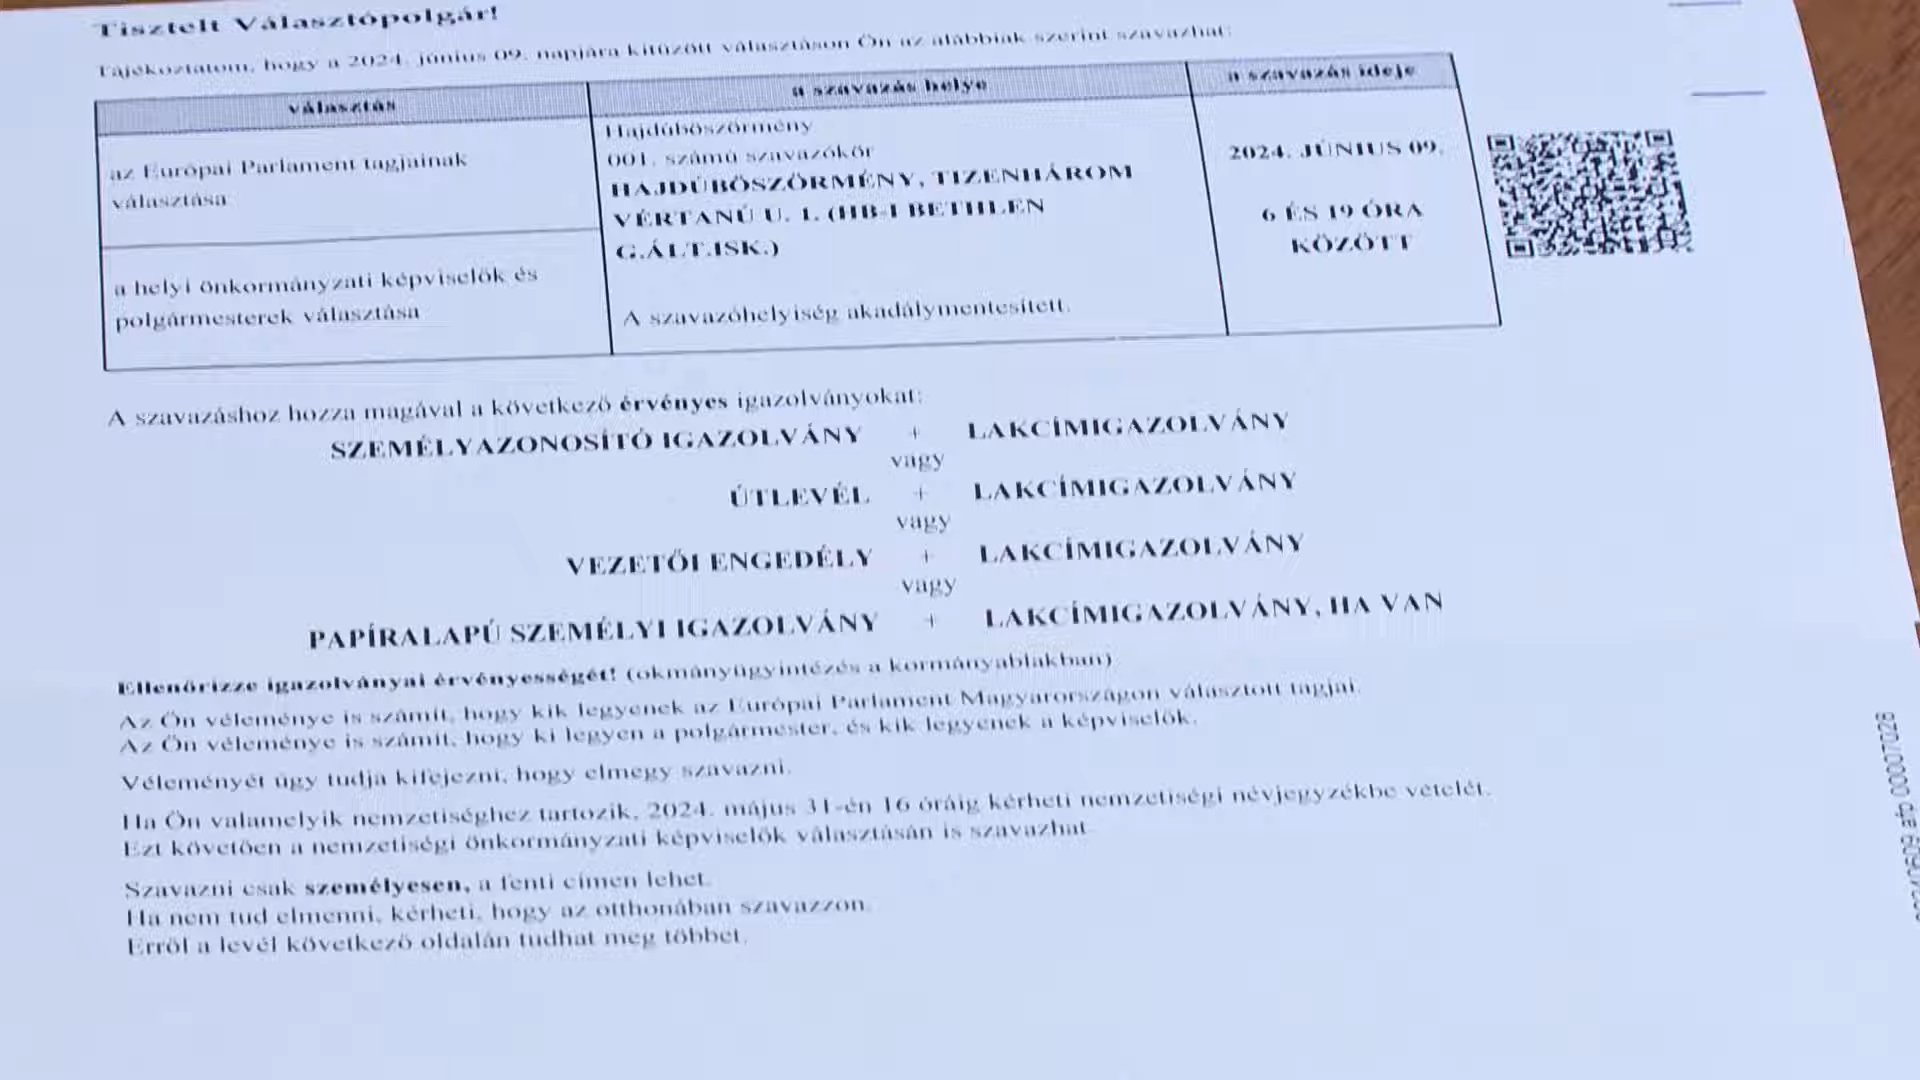 Tisztelt Választópolgár!
Tájékoztatom, hogy a 2024. június 09. napjára kitűzött választáson Ön az alábbiak szerint szavazhat:
választás
a szavazás helye
a szavazás ideje
az Európai Parlament tagjainak
választása
a helyi önkormányzati képviselők és
polgármesterek választása
Hajdúböszörmény
001. számú szavazókör
HAJDÚBÖSZÖRMÉNY, TIZENHÁROM
VÉRTANÚ U. 1. (HB-I BETHLEN
G.ÁLT.ISK.)
A szavazóhelyiség akadálymentesített.
2024. JÚNIUS 09.
6 ÉS 19 ÓRA
KÖZÖTT
A szavazáshoz hozza magával a következő érvényes igazolványokat:
SZEMÉLYAZONOSÍTÓ IGAZOLVÁNY + LAKCÍMIGAZOLVÁNY
vagy
ÚTLEVÉL + LAKCÍMIGAZOLVÁNY
vagy
VEZETŐI ENGEDÉLY + LAKCÍMIGAZOLVÁNY
vagy
PAPÍRALAPÚ SZEMÉLYI IGAZOLVÁNY + LAKCÍMIGAZOLVÁNY, HA VAN
Ellenőrizze igazolványai érvényességét! (okmányügyintézés a kormányablakban)
Az Ön véleménye is számít, hogy kik legyenek az Európai Parlament Magyarországon választott tagjai.
Az Ön véleménye is számít, hogy ki legyen a polgármester, és kik legyenek a képviselők.
Véleményét úgy tudja kifejezni, hogy elmegy szavazni.
Ha Ön valamelyik nemzetiséghez tartozik, 2024. május 31-én 16 óráig kérheti nemzetiségi névjegyzékbe vételét.
Ezt követően a nemzetiségi önkormányzati képviselők választásán is szavazhat.
Szavazni csak személyesen, a fenti címen lehet.
Ha nem tud elmenni, kérheti, hogy az otthonában szavazzon.
Erről a levél következő oldalán tudhat meg többet.